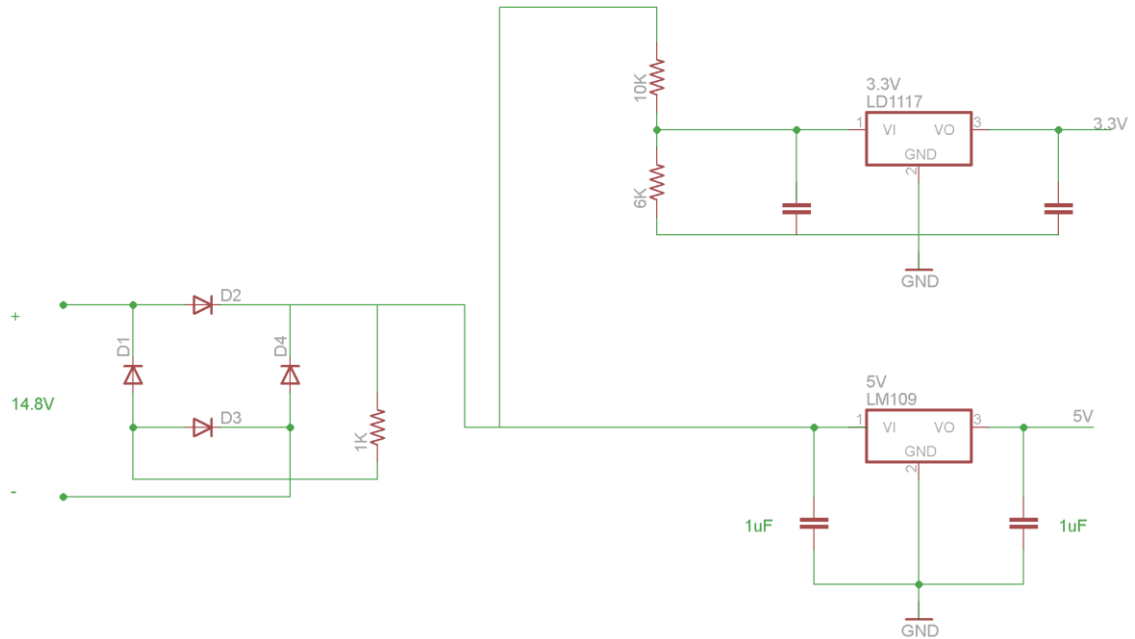 10K
6K
3.3V
LD1117
1
VI
VO
3
GND
2
3.3V
GND
+
14.8V
-
D2
D1
D4
D3
1K
5V
LM109
1
VI
VO
3
GND
2
5V
1uF
1uF
GND